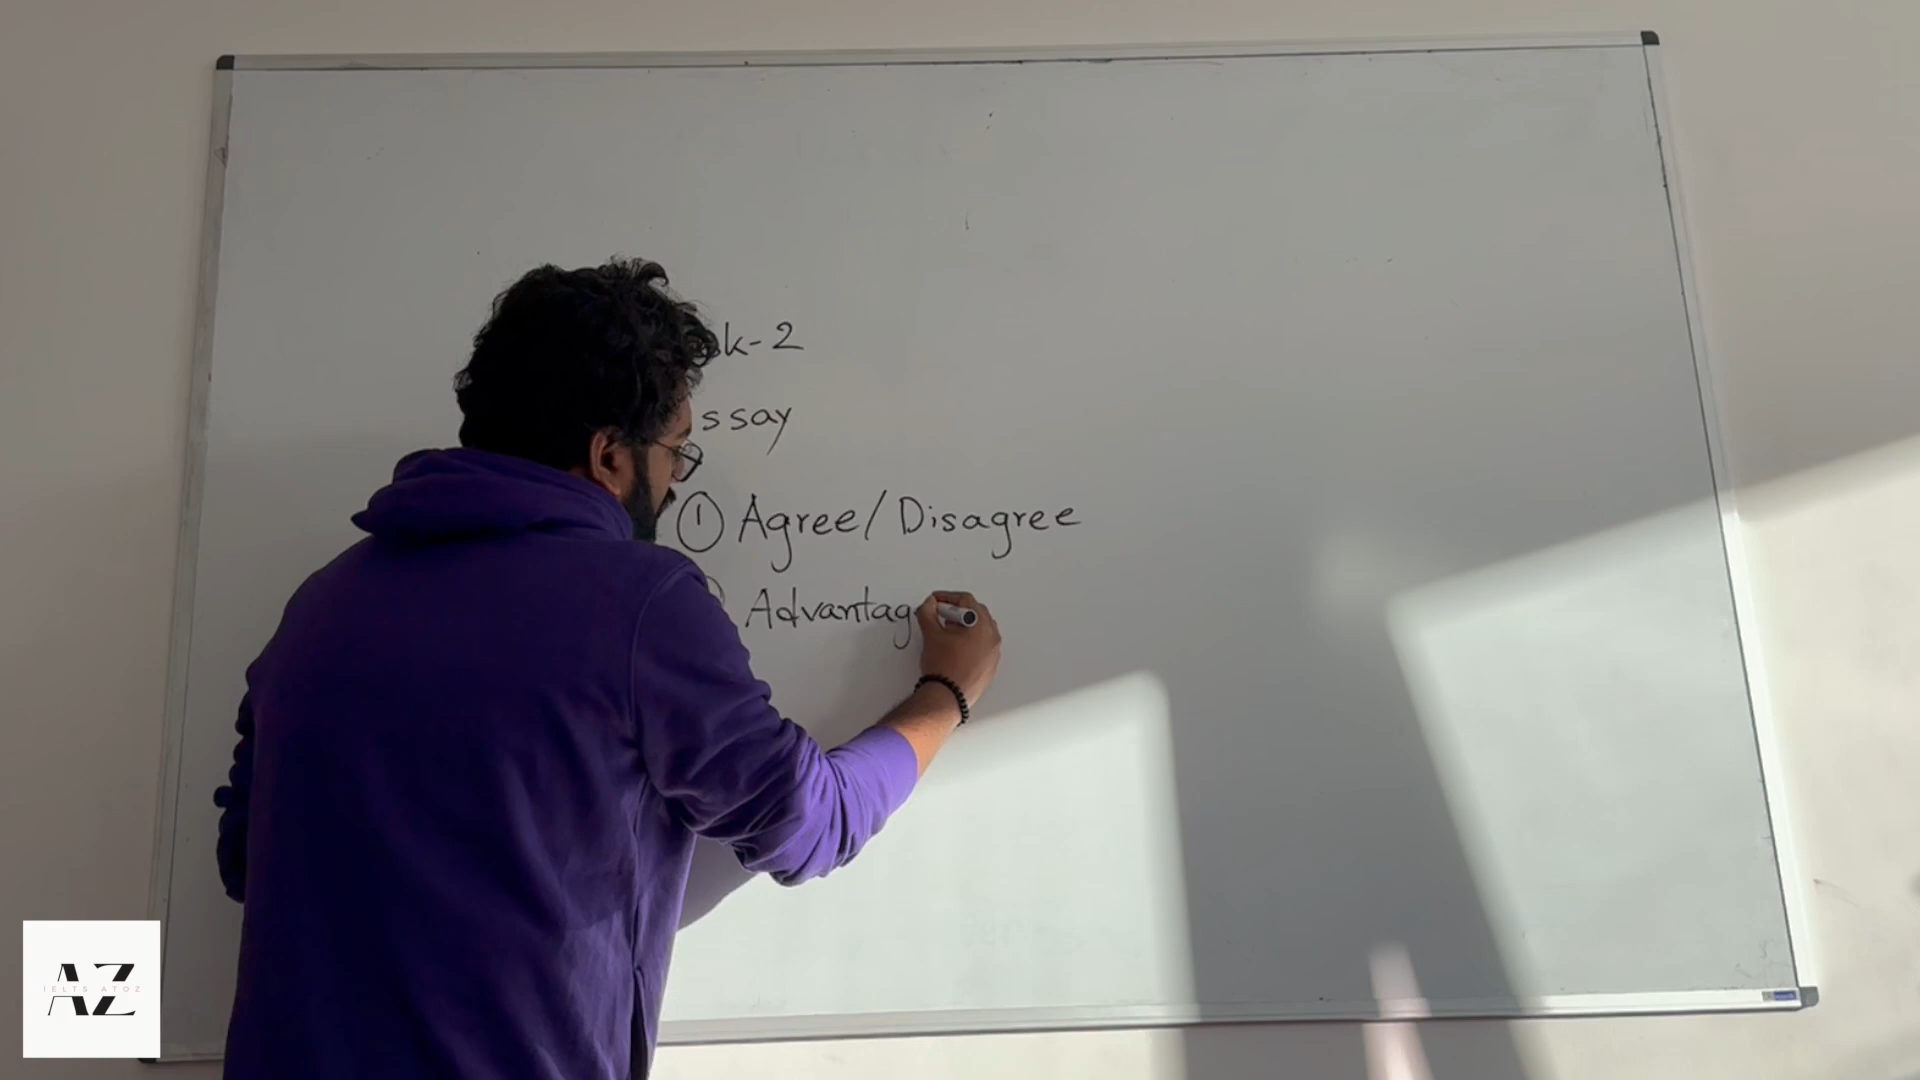 k-2
ssay
① Agree/Disagree
Advantag
AZ
IELTS ATOZ